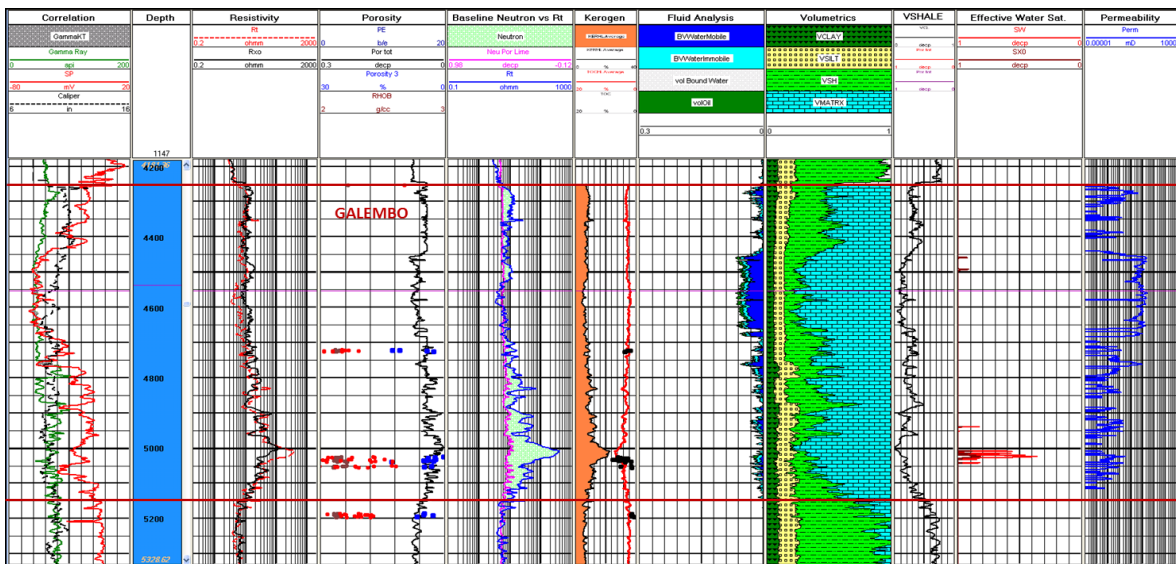 Correlation
GammaKT
Gamma Ray
0 api 200
SP
-80 mV 20
Caliper
6 in 16
Depth
1147
Resistivity
Rt
0.2 ohmm 2000
Rxo
0.2 ohmm 2000
Porosity
PE
0 b/e 20
Por tot
0.3 decp 0
Porosity 3
30 % 0
RHOB
2 g/cc 3
Baseline Neutron vs Rt
Neutron
Neu Por Lime
0.98 decp -0.12
Rt
0.1 ohmm 1000
Kerogen
Fluid Analysis
BVWaterMobile
BVWaterImmobile
vol Bound Water
volOil
0.3 0
Volumetrics
VCLAY
VSILT
VSH
VMATRX
0 1
VSHALE
VCL
0 decp 1
Effective Water Sat.
SW
1 decp 0
SXO
1 decp 0
Permeability
Perm
0.00001 mD 1000
4200
GALEMBO
4400
4600
4800
5000
5200
5328.62